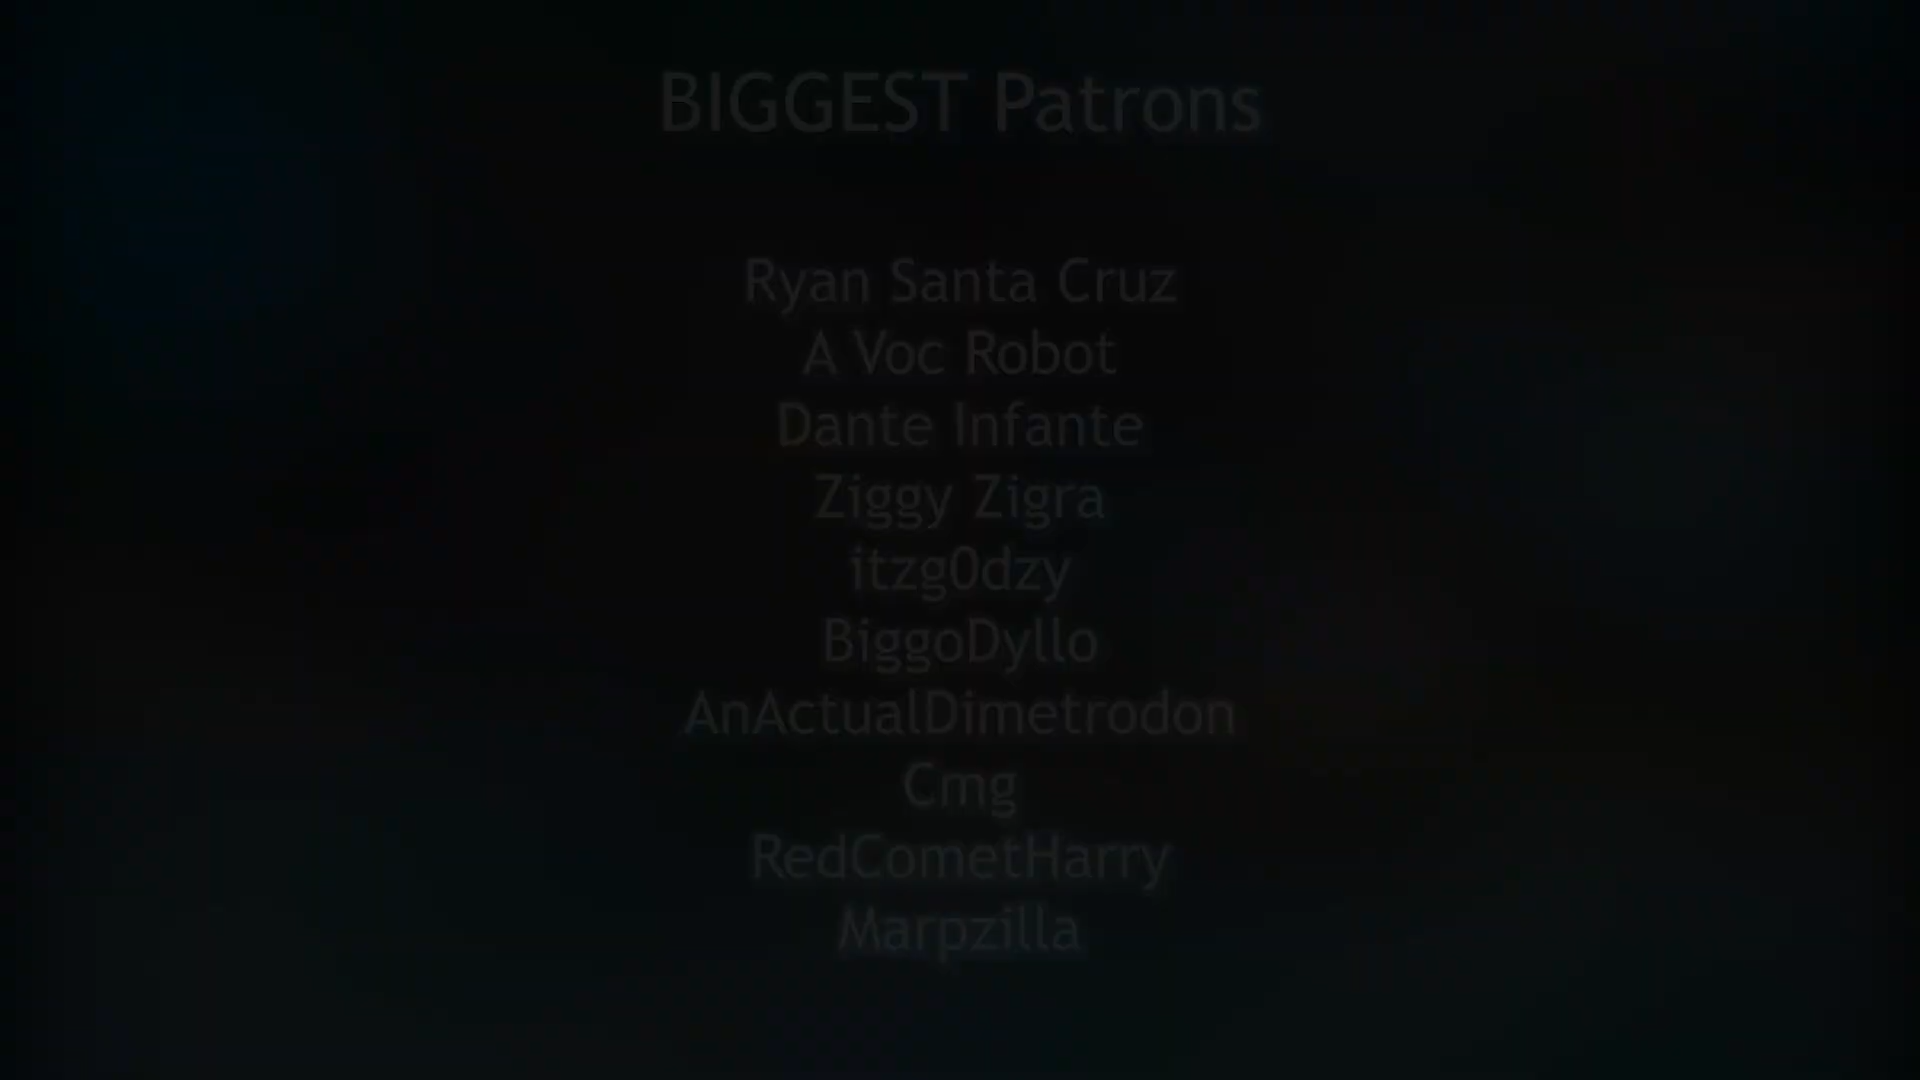 BIGGEST Patrons
Ryan Santa Cruz
A Voc Robot
Dante Infante
Ziggy Zigra
itzg0dzy
BiggoDyllo
AnActualDimetrodon
Cmg
RedCometHarry
Marpzilla